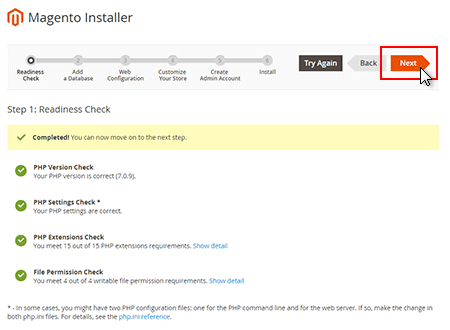 Magento Installer
1 2 3 4 5 6
Readiness Check
Add a Database
Web Configuration
Customize Your Store
Create Admin Account
Install
Try Again
Back
Next
Step 1: Readiness Check
Completed! You can now move on to the next step.
PHP Version Check
Your PHP version is correct (7.0.9).
PHP Settings Check *
Your PHP settings are correct.
PHP Extensions Check
You meet 15 out of 15 PHP extensions requirements. Show detail
File Permission Check
You meet 4 out of 4 writable file permission requirements. Show detail
* - In some cases, you might have two PHP configuration files: one for the PHP command line and for the web server. If so, make the change in
both php.ini files. For details, see the php.ini reference.